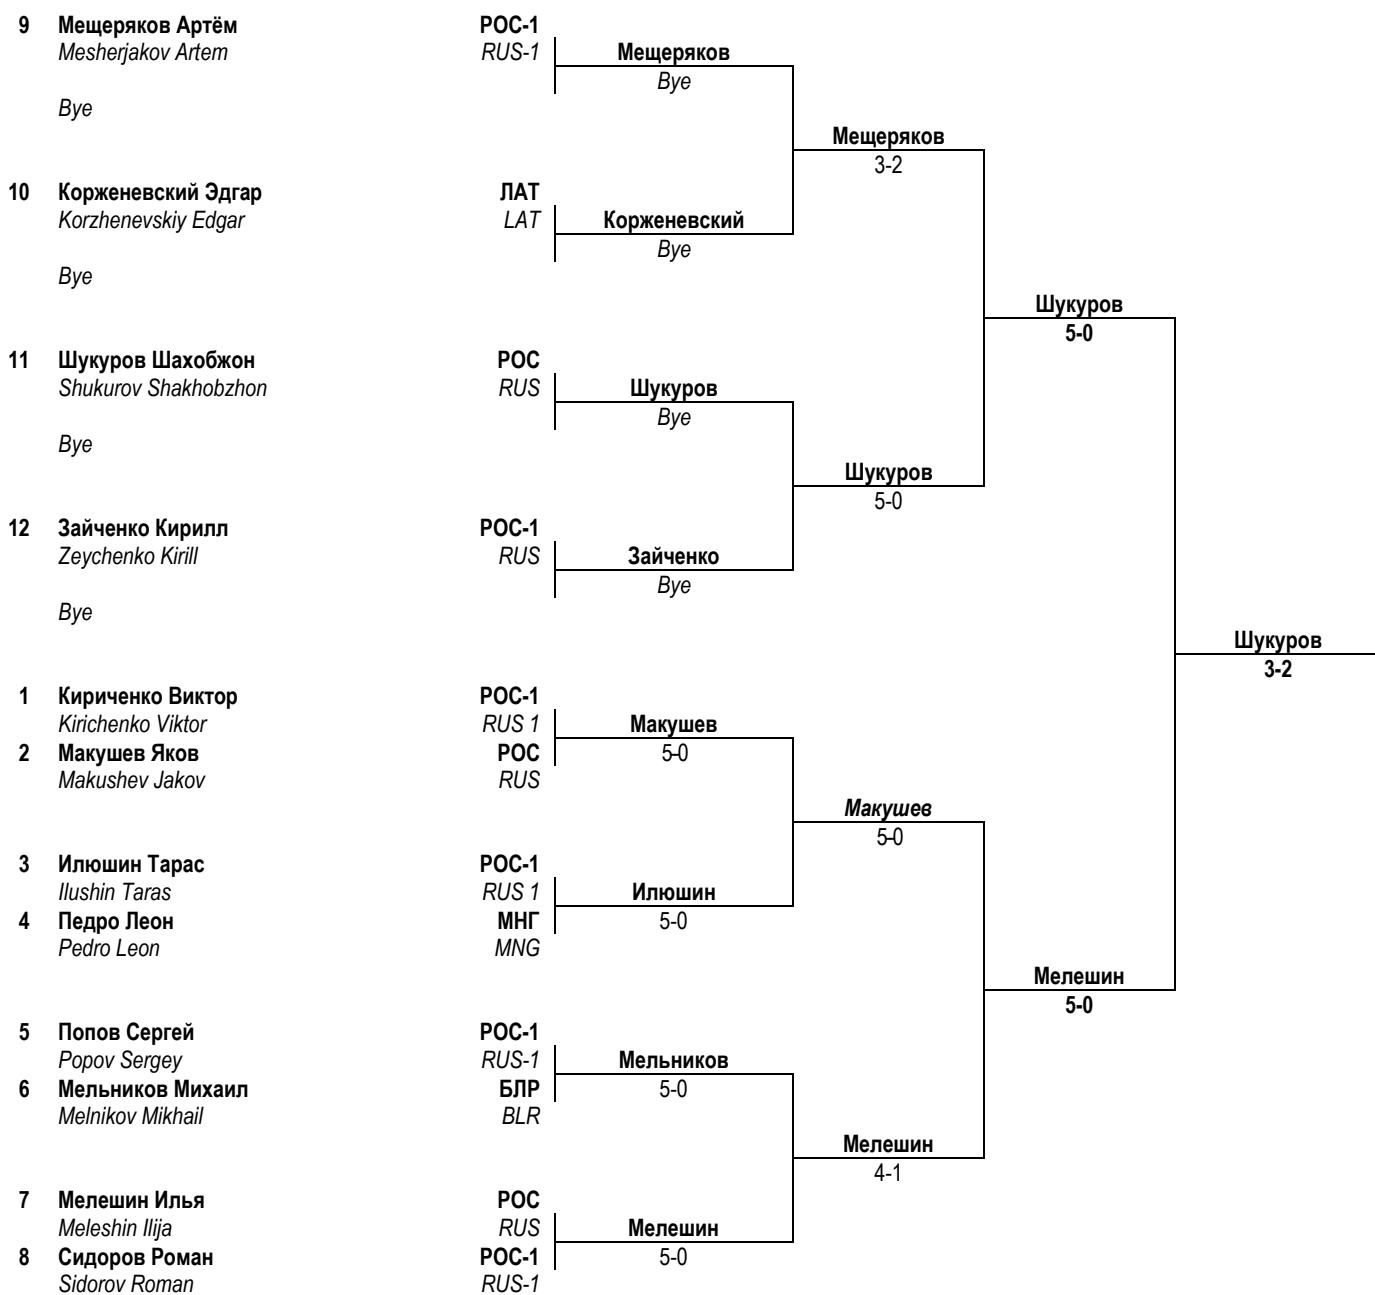 9 Мещеряков Артём РОС-1
Mesherjakov Artem RUS-1 Мещеряков
Bye
Bye
Мещеряков
3-2
10 Корженевский Эдгар ЛАТ
Korzhenevskiy Edgar LAT Корженевский
Bye
Bye
Шукуров
5-0
11 Шукуров Шахобжон РОС
Shukurov Shakhobzhon RUS Шукуров
Bye
Bye
Шукуров
5-0
12 Зайченко Кирилл РОС-1
Zeychenko Kirill RUS Зайченко
Bye
Bye
Шукуров
3-2
1 Кириченко Виктор РОС-1
Kirichenko Viktor RUS 1 Макушев
2 Макушев Яков РОС 5-0
Makushev Jakov RUS
Макушев
5-0
3 Илюшин Тарас РОС-1
Ilushin Taras RUS 1 Илюшин
4 Педро Леон МНГ 5-0
Pedro Leon MNG
Мелешин
5-0
5 Попов Сергей РОС-1
Popov Sergey RUS-1 Мельников
6 Мельников Михаил БЛР 5-0
Melnikov Mikhail BLR
Мелешин
4-1
7 Мелешин Илья РОС
Meleshin Ilija RUS Мелешин
8 Сидоров Роман РОС-1 5-0
Sidorov Roman RUS-1